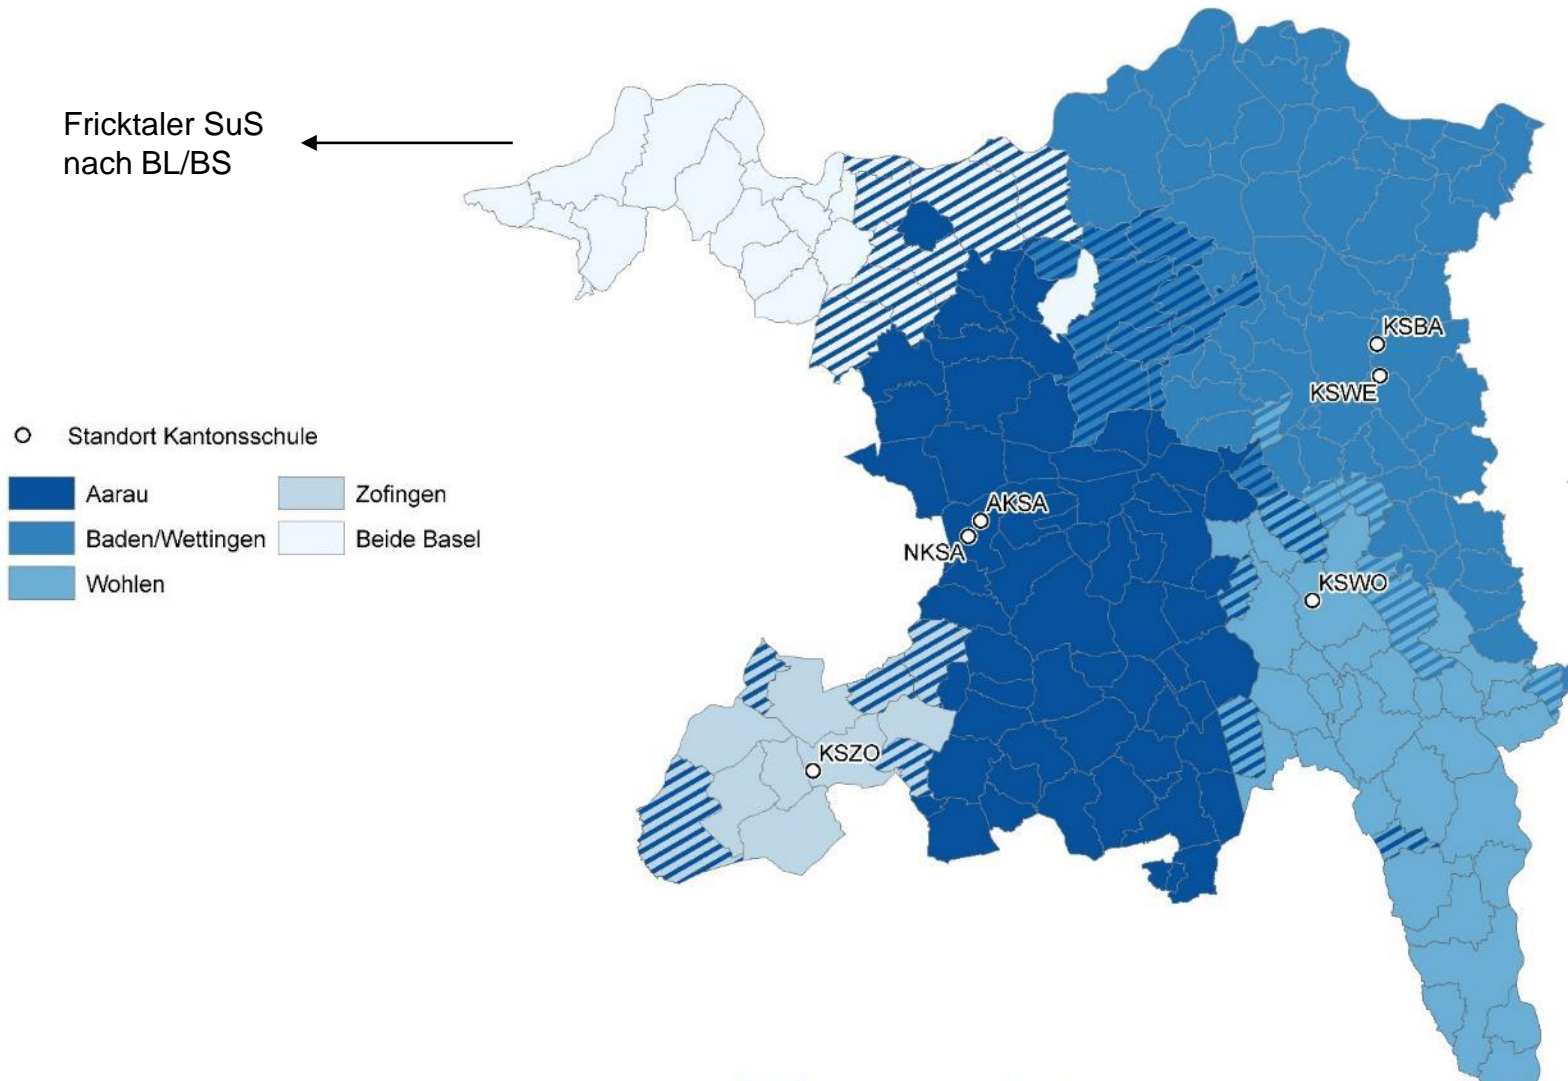 Fricktaler SuS
nach BL/BS
KSBA
KSWE
Standort Kantonsschule
Aarau
Zofingen
Baden/Wettingen
Beide Basel
Wohlen
AKSA
NKSA
KSWO
KSZO